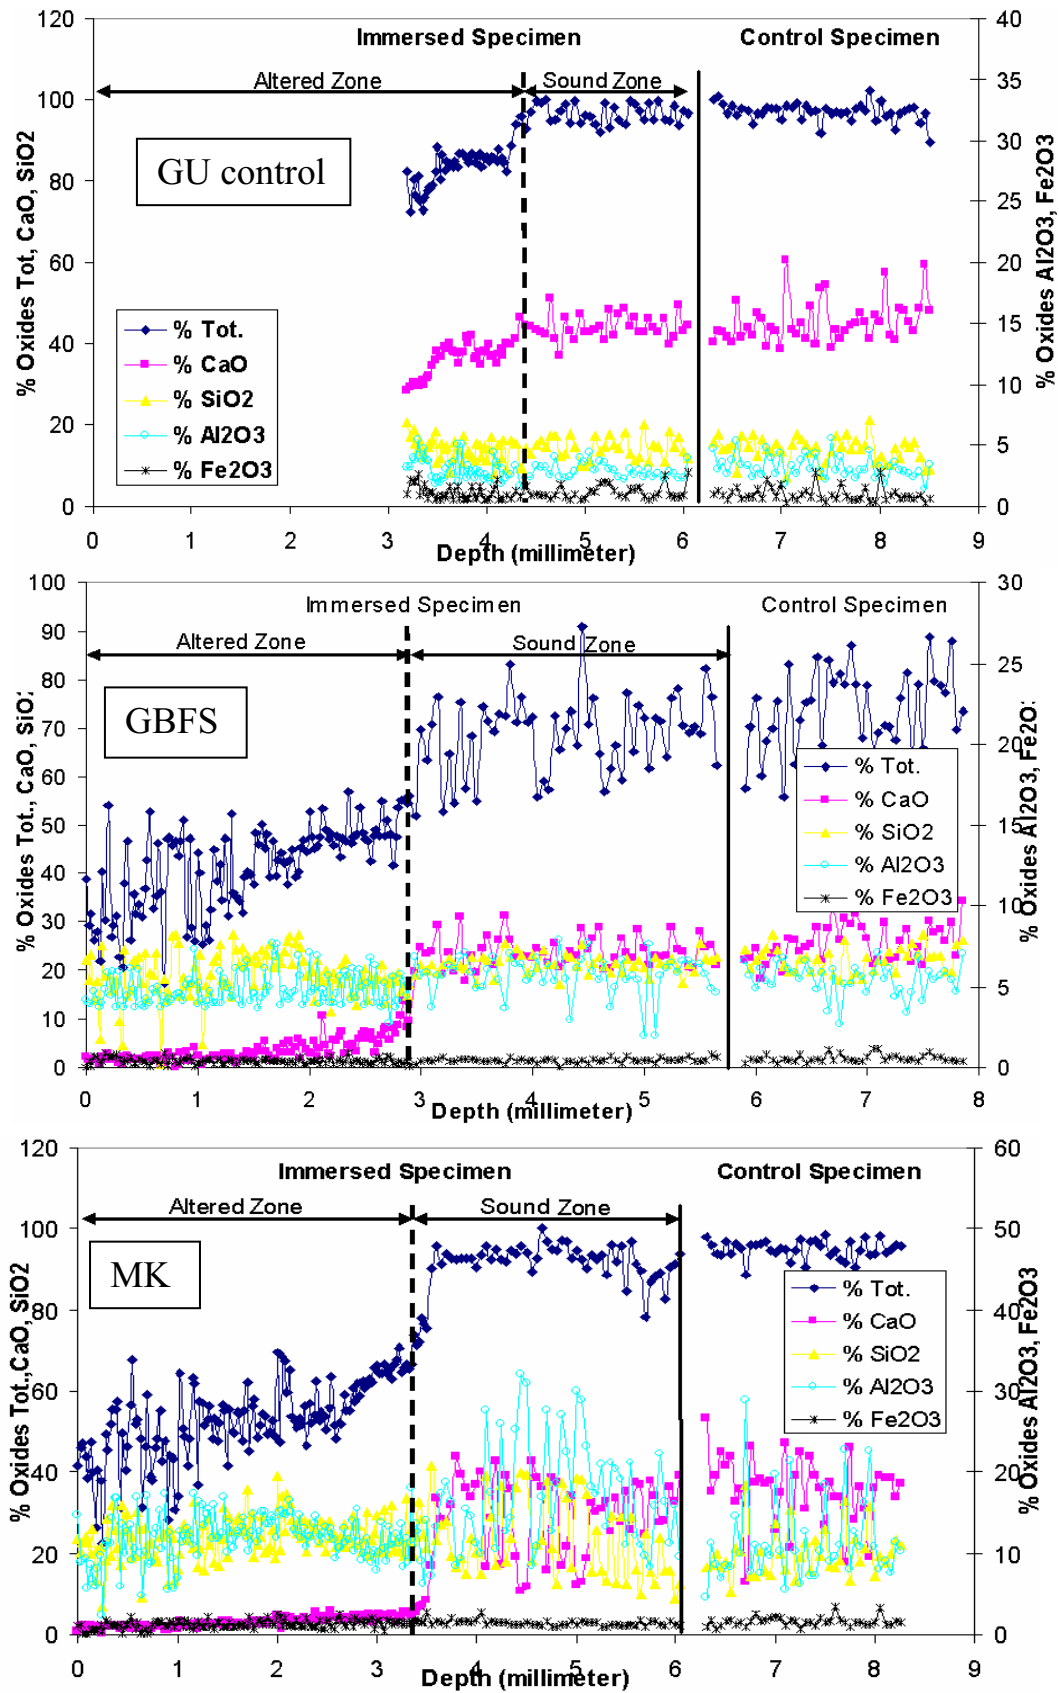 Immersed Specimen Control Specimen
Altered Zone Sound Zone
GU control
% Oxides Tot, CaO, SiO2
% Oxides Al2O3, Fe2O3
120
100
80
60
40
20
0
40
35
30
25
20
15
10
5
0
% Tot.
% CaO
% SiO2
% Al2O3
% Fe2O3
0 1 2 3 4 5 6 7 8 9
Depth (millimeter)
Immersed Specimen Control Specimen
Altered Zone Sound Zone
GBFS
% Oxides Tot., CaO, SiO
% Oxides Al2O3, Fe2O
100
90
80
70
60
50
40
30
20
10
0
30
25
20
15
10
5
0
% Tot.
% CaO
% SiO2
% Al2O3
% Fe2O3
0 1 2 3 4 5 6 7 8
Depth (millimeter)
Immersed Specimen Control Specimen
Altered Zone Sound Zone
MK
% Oxides Tot.,CaO, SiO2
% Oxides Al2O3, Fe2O3
120
100
80
60
40
20
0
60
50
40
30
20
10
0
% Tot.
% CaO
% SiO2
% Al2O3
% Fe2O3
0 1 2 3 4 5 6 7 8 9
Depth (millimeter)